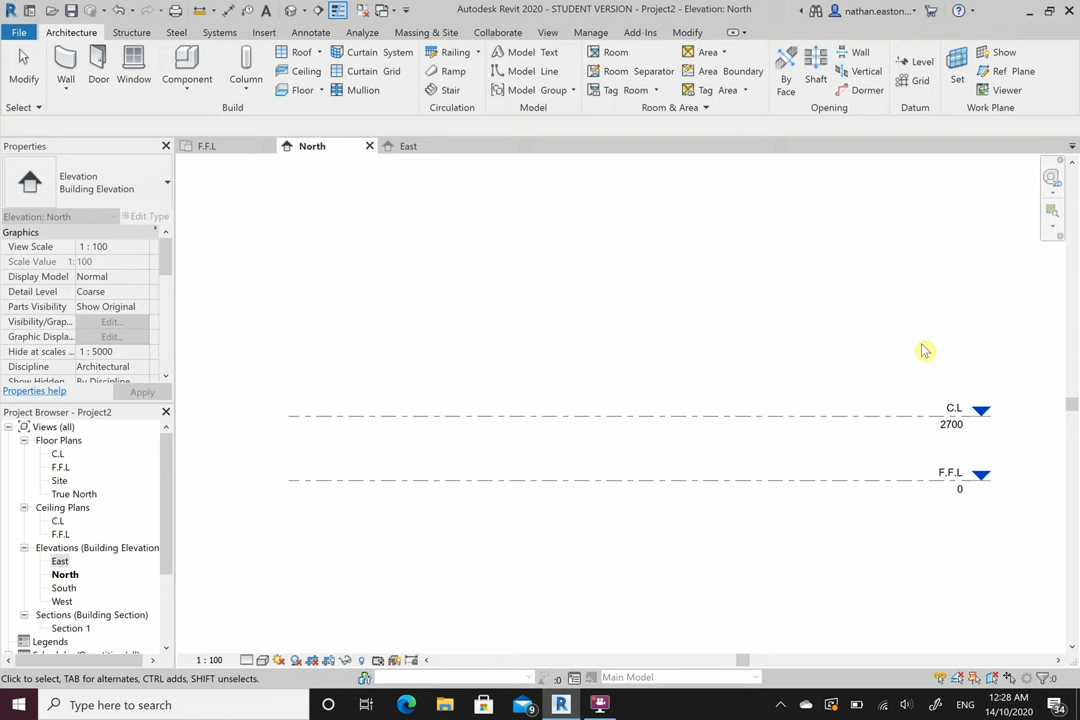 Autodesk Revit 2020 - STUDENT VERSION - Project2 - Elevation: North
nathan.easton...
File Architecture Structure Steel Systems Insert Annotate Analyze Massing & Site Collaborate View Manage Add-Ins Modify
Modify Wall Door Window Component Column
Roof Curtain System Railing Model Text Room Area
Ceiling Curtain Grid Ramp Model Line Room Separator Area Boundary
Floor Mullion Stair Model Group Tag Room Tag Area
By Face Shaft Wall Vertical Dormer Level Grid Set Show Ref Plane Viewer
Select Build Circulation Model Room & Area Opening Datum Work Plane
Properties
F.F.L North East
Elevation
Building Elevation
Elevation: North Edit Type
Graphics
View Scale 1 : 100
Scale Value 1: 100
Display Model Normal
Detail Level Coarse
Parts Visibility Show Original
Visibility/Grap... Edit...
Graphic Displa... Edit...
Hide at scales ... 1 : 5000
Discipline Architectural
Show Hidden By Discipline
Properties help Apply
Project Browser - Project2
Views (all)
Floor Plans
C.L
F.F.L
Site
True North
Ceiling Plans
C.L
F.F.L
Elevations (Building Elevation
East
North
South
West
Sections (Building Section)
Section 1
Legends
2D
C.L
2700
F.F.L
0
1 : 100
Click to select, TAB for alternates, CTRL adds, SHIFT unselects.
:0
Main Model
:0
Type here to search
9
ENG
12:28 AM
14/10/2020
34